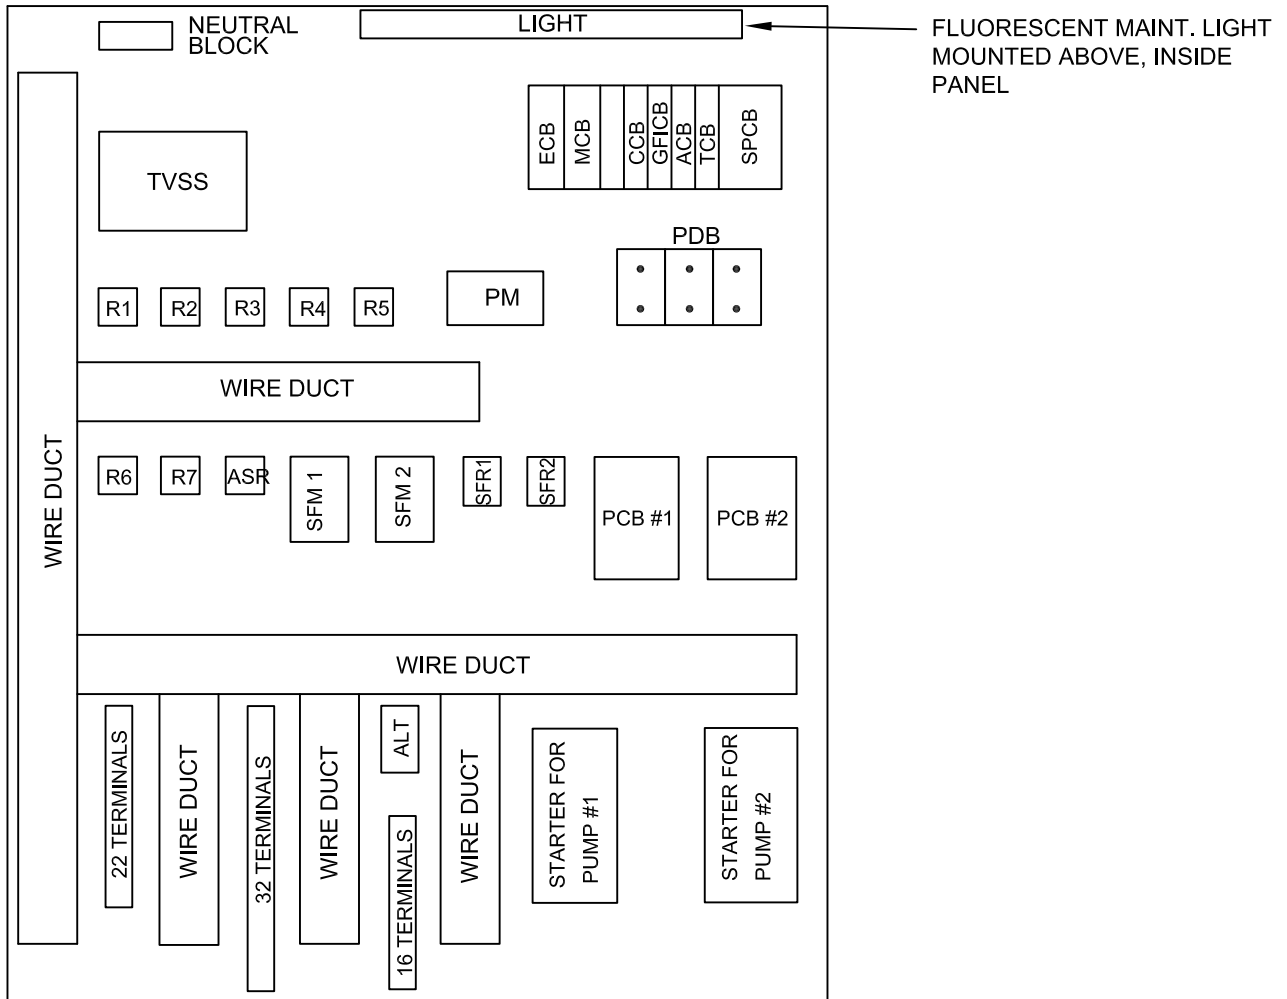 NEUTRAL
BLOCK
LIGHT
FLUORESCENT MAINT. LIGHT
MOUNTED ABOVE, INSIDE
PANEL
ECB
MCB
CCB
GFICB
ACB
TCB
SPCB
TVSS
PDB
R1
R2
R3
R4
R5
PM
WIRE DUCT
WIRE DUCT
R6
R7
ASR
SFM 1
SFM 2
SFR1
SFR2
PCB #1
PCB #2
WIRE DUCT
22 TERMINALS
WIRE DUCT
32 TERMINALS
WIRE DUCT
ALT
16 TERMINALS
WIRE DUCT
STARTER FOR
PUMP #1
STARTER FOR
PUMP #2